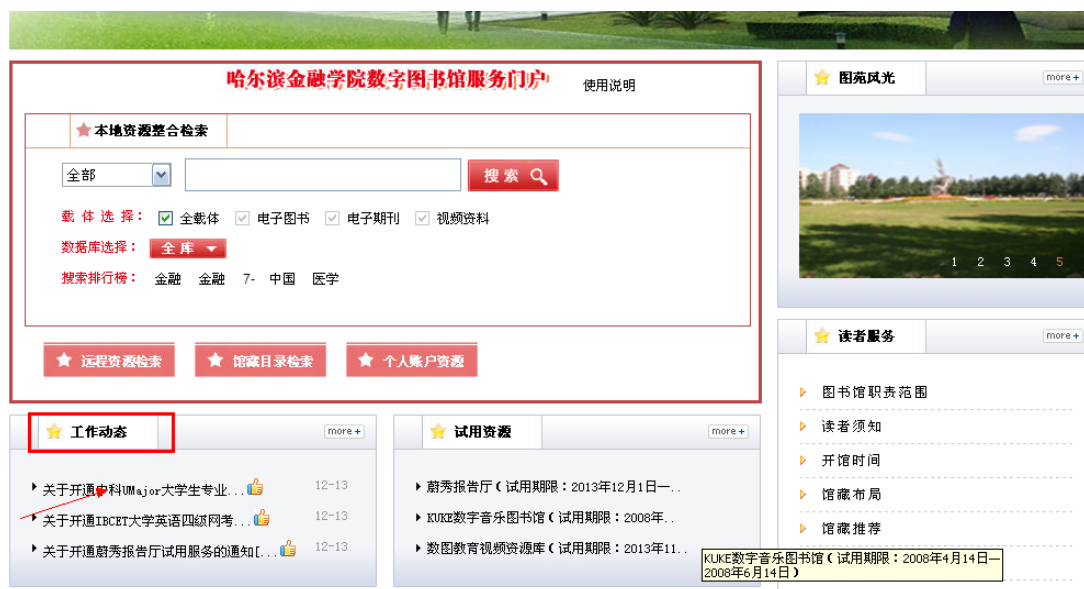 哈尔滨金融学院数字图书馆服务门户 使用说明
本地资源整合检索
全部 搜索
载体选择： 全载体 电子图书 电子期刊 视频资料
数据库选择： 全库
搜索排行榜： 金融 金融 7- 中国 医学
远程资源检索 馆藏目录检索 个人账户资源
工作动态 more+
关于开通中科UMajor大学生专业... 12-13
关于开通IBCET大学英语四级网考... 12-13
关于开通蔚秀报告厅试用服务的通知[... 12-13
试用资源 more+
蔚秀报告厅（试用期限：2013年12月1日一..
KUKE数字音乐图书馆（试用期限：2008年..
数图教育视频资源库（试用期限：2013年11..
KUKE数字音乐图书馆（试用期限：2008年4月14日—
2008年6月14日）
图苑风光 more+
1 2 3 4 5
读者服务 more+
图书馆职责范围
读者须知
开馆时间
馆藏布局
馆藏推荐